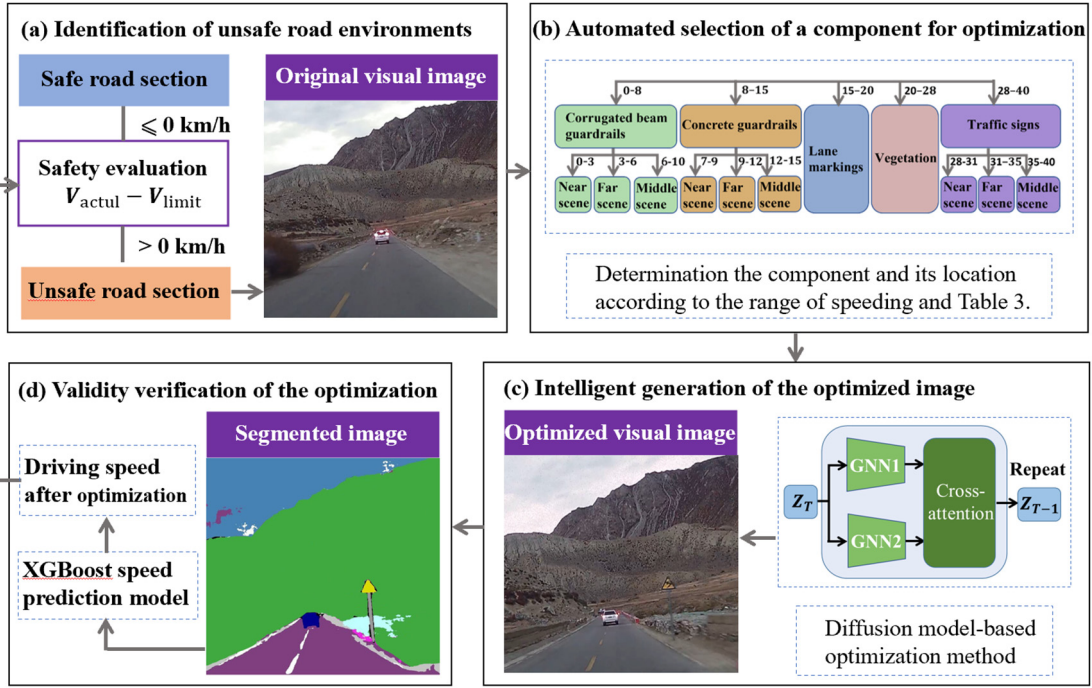 (a) Identification of unsafe road environments
Safe road section
⩽ 0 km/h
Safety evaluation
V_actul − V_limit
> 0 km/h
Unsafe road section
Original visual image
(b) Automated selection of a component for optimization
0-8
8-15
15-20
20-28
28-40
Corrugated beam
guardrails
Concrete guardrails
Lane
markings
Vegetation
Traffic signs
0-3
3-6
6-10
7-9
9-12
12-15
28-31
31-35
35-40
Near
scene
Far
scene
Middle
scene
Near
scene
Far
scene
Middle
scene
Near
scene
Far
scene
Middle
scene
Determination the component and its location
according to the range of speeding and Table 3.
(d) Validity verification of the optimization
Segmented image
Driving speed
after optimization
XGBoost speed
prediction model
(c) Intelligent generation of the optimized image
Optimized visual image
Z_T
GNN1
GNN2
Cross-
attention
Repeat
Z_{T−1}
Diffusion model-based
optimization method